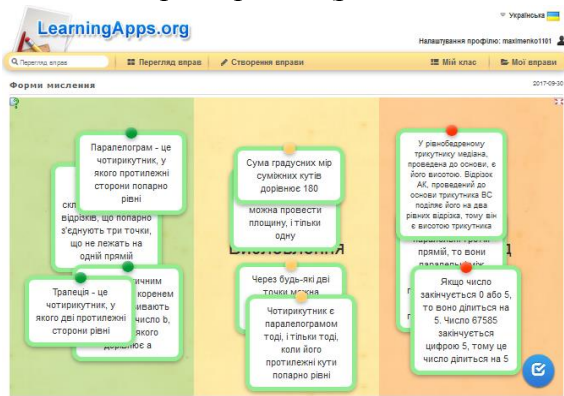 LearningApps.org
Українська
Налаштування профілю: maximenko1101
Перегляд вправ
Перегляд вправ
Створення вправи
Мій клас
Мої вправи
Форми мислення
2017-09-30
Паралелограм - це
чотирикутник, у
якого протилежні
сторони попарно
рівні
відрізків, що попарно
з'єднують три точки,
що не лежать на
одній прямій
Трапеція - це
чотирикутник, у
якого дві протилежні
сторони рівні
коренем
число b,
якого
дорівнює a
Сума градусних мір
суміжних кутів
дорівнює 180
можна провести
площину, і тільки
одну
Через будь-які дві
точки можна
Чотирикутник є
паралелограмом
тоді, і тільки тоді,
коли його
протилежні кути
попарно рівні
У рівнобедреному
трикутнику медіана,
проведена до основи, є
його висотою. Відрізок
АК, проведений до
основи трикутника ВС
поділяє його на два
рівних відрізка, тому він
є висотою трикутника
прямій, то вони
Якщо число
закінчується 0 або 5,
то воно ділиться на
5. Число 67585
закінчується
цифрою 5, тому це
число ділиться на 5